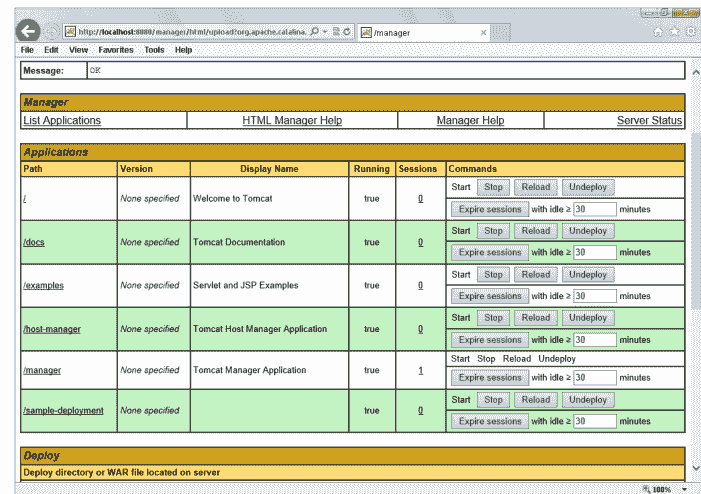 http://localhost:8080/manager/html/upload?org.apache.catalina.
/manager
File Edit View Favorites Tools Help
Message: OK
Manager
List Applications HTML Manager Help Manager Help Server Status
Applications
Path Version Display Name Running Sessions Commands
/ None specified Welcome to Tomcat true 0 Start Stop Reload Undeploy
Expire sessions with idle ≥ 30 minutes
/docs None specified Tomcat Documentation true 0 Start Stop Reload Undeploy
Expire sessions with idle ≥ 30 minutes
/examples None specified Servlet and JSP Examples true 0 Start Stop Reload Undeploy
Expire sessions with idle ≥ 30 minutes
/host-manager None specified Tomcat Host Manager Application true 0 Start Stop Reload Undeploy
Expire sessions with idle ≥ 30 minutes
/manager None specified Tomcat Manager Application true 1 Start Stop Reload Undeploy
Expire sessions with idle ≥ 30 minutes
/sample-deployment None specified true 0 Start Stop Reload Undeploy
Expire sessions with idle ≥ 30 minutes
Deploy
Deploy directory or WAR file located on server
100%